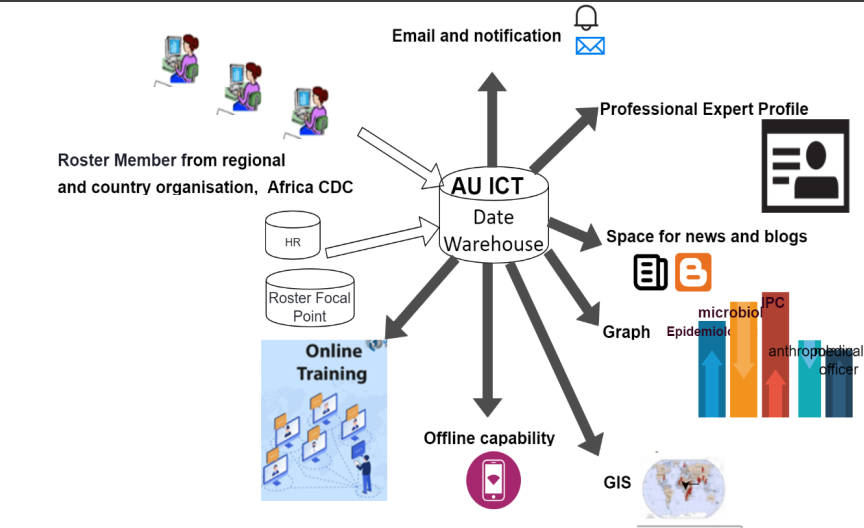 Email and notification
Professional Expert Profile
Roster Member from regional
and country organisation, Africa CDC
AU ICT
Date
Warehouse
HR
Space for news and blogs
Roster Focal
Point
IPC
microbiol
Graph
Epidemiolo
medical
officer
Online
Training
Offline capability
GIS